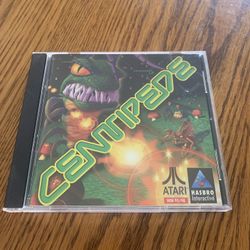 CENTIPEDE
ATARI
HASBRO
Interactive